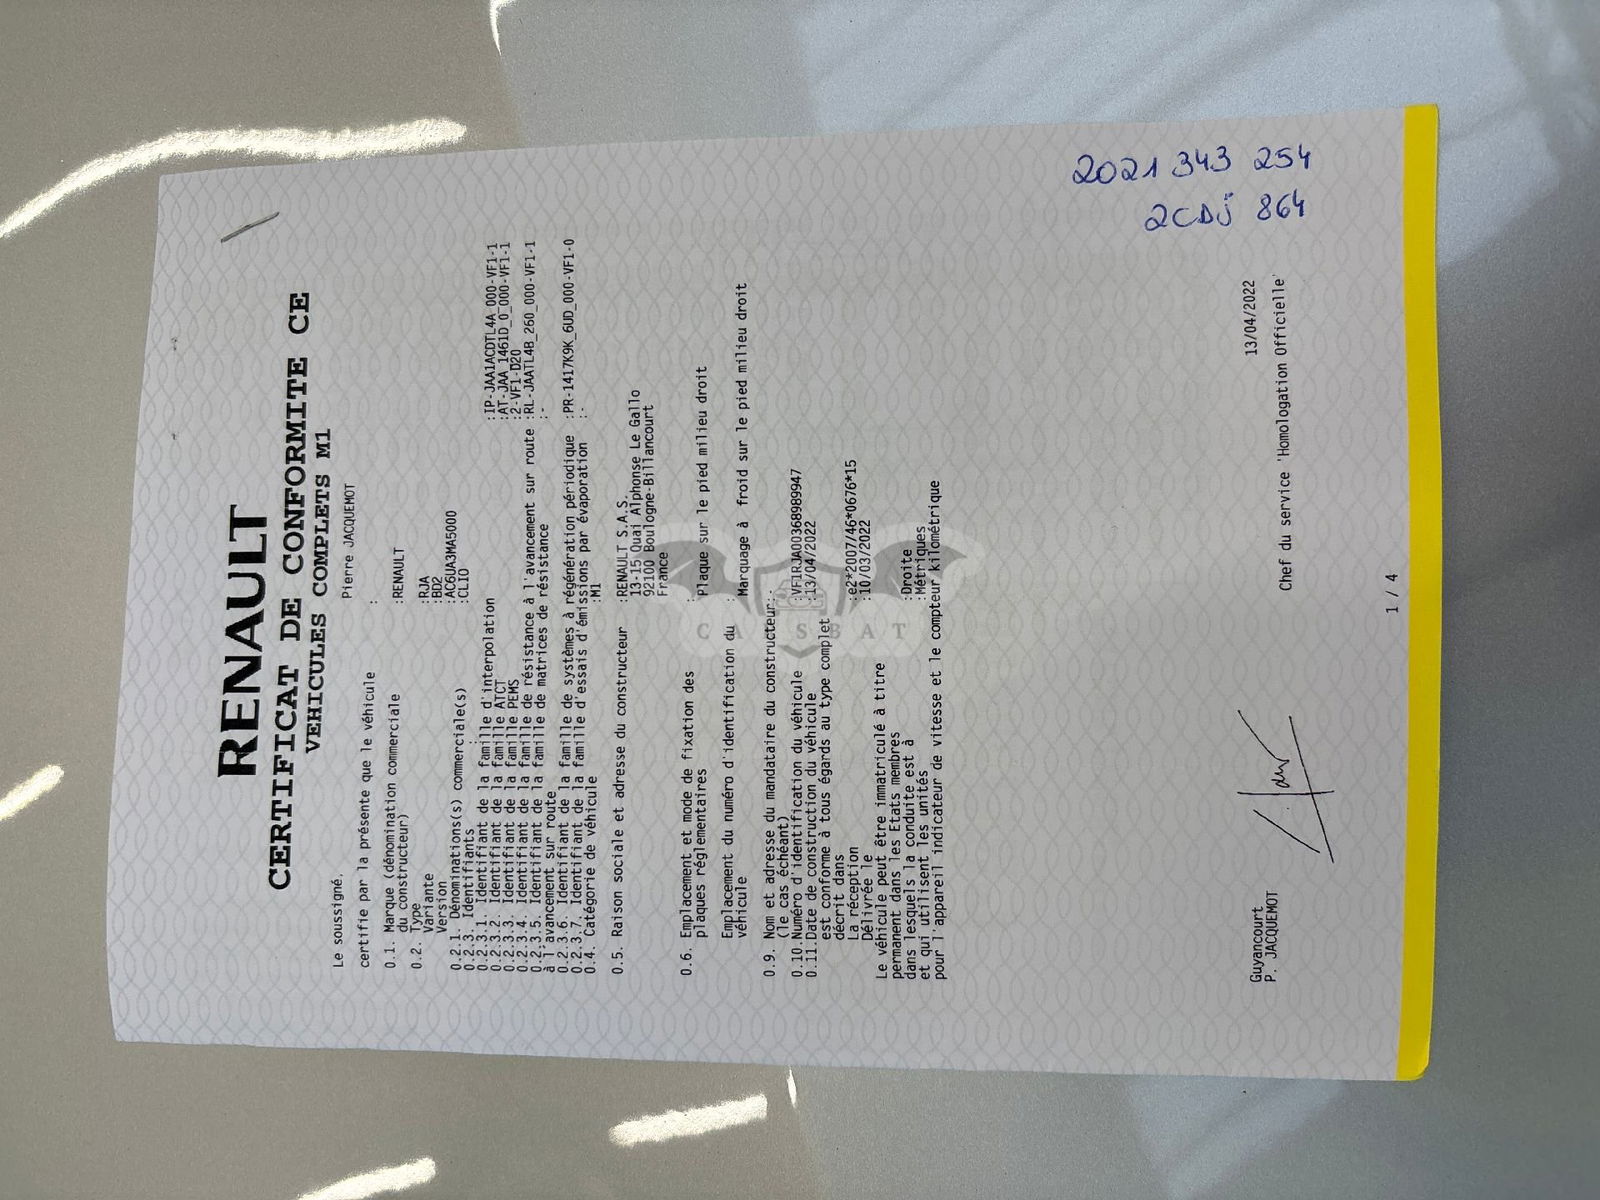 RENAULT
CERTIFICAT DE CONFORMITE CE
VEHICULES COMPLETS M1
Le soussigné, Pierre JACQUEMOT
certifie par la présente que le véhicule :
0.1. Marque (dénomination commerciale du constructeur) :RENAULT
0.2. Type :RJA
Variante :BD2
Version :AC6UA3MA5000
0.2.1. Dénominations(s) commerciale(s) :CLIO
0.2.3. Identifiants
0.2.3.1. Identifiant de la famille d'interpolation :IP-JAA1ACDTL4A_000-VF1-1
0.2.3.2. Identifiant de la famille ATCT :AT-JAA_1461D_0_000-VF1-1
0.2.3.3. Identifiant de la famille PEMS :2-VF1-D20
0.2.3.4. Identifiant de la famille de résistance à l'avancement sur route :RL-JAATL4B_260_000-VF1-1
0.2.3.5. Identifiant de la famille de matrices de résistance :-
à l'avancement sur route
0.2.3.6. Identifiant de la famille de systèmes à régénération périodique :PR-1417K9K_6UD_000-VF1-0
0.2.3.7. Identifiant de la famille d'essais d'émissions par évaporation :-
0.4. Catégorie de véhicule :M1
0.5. Raison sociale et adresse du constructeur :RENAULT S.A.S.
13-15 Quai Alphonse Le Gallo
92100 Boulogne-Billancourt
France
0.6. Emplacement et mode de fixation des :
plaques réglementaires Plaque sur le pied milieu droit
Emplacement du numéro d'identification du :
véhicule Marquage à froid sur le pied milieu droit
0.9. Nom et adresse du mandataire du constructeur:
(le cas échéant)
0.10.Numéro d'identification du véhicule :VF1RJA00368989947
0.11.Date de construction du véhicule :13/04/2022
est conforme à tous égards au type complet
décrit dans
La réception :e2*2007/46*0676*15
Délivrée le :10/03/2022
Le véhicule peut être immatriculé à titre
permanent dans les Etats membres
dans lesquels la conduite est à :Droite
et qui utilisent les unités :Métriques
pour l'appareil indicateur de vitesse et le compteur kilométrique
CARSBAT
2021 343 254
2CDJ 864
Guyancourt 13/04/2022
P. JACQUEMOT Chef du service 'Homologation Officielle'
1 / 4